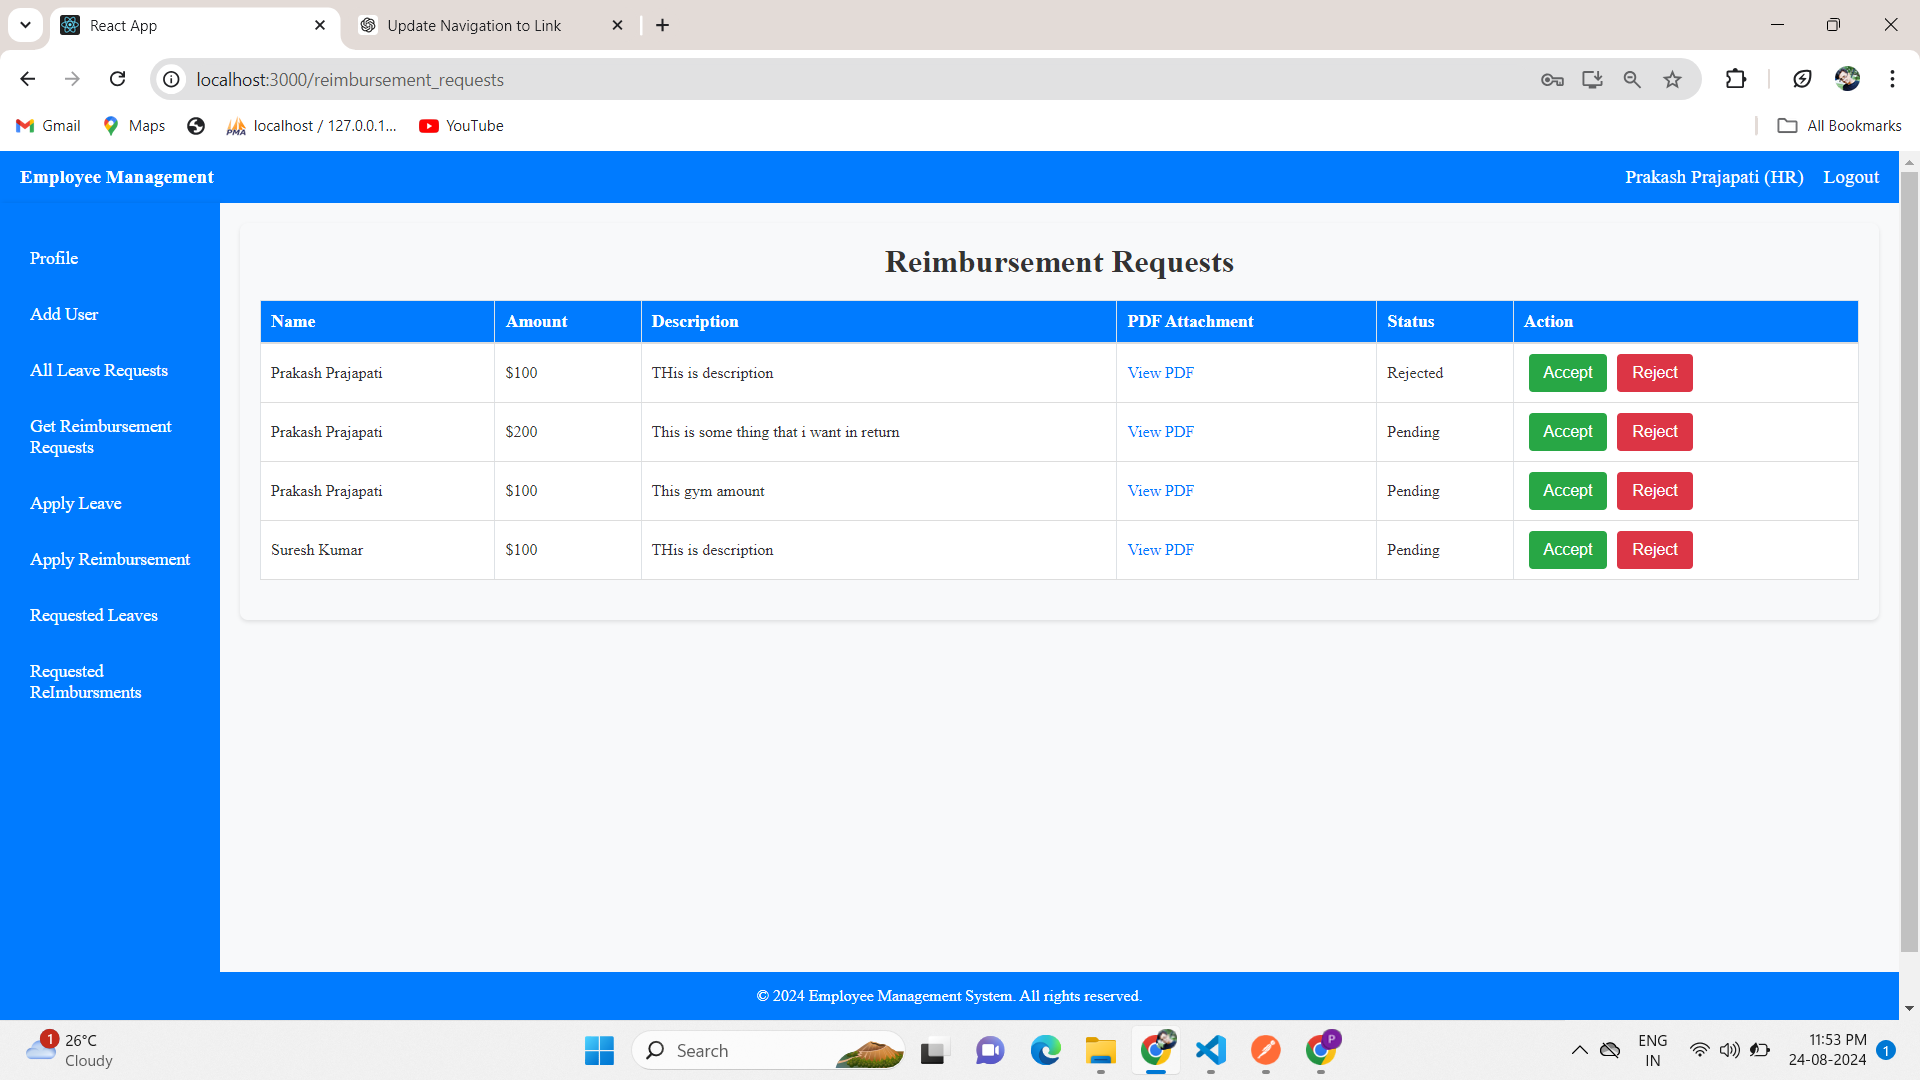 React App
Update Navigation to Link
localhost:3000/reimbursement_requests
Gmail
Maps
PMA
localhost / 127.0.0.1...
YouTube
All Bookmarks
Employee Management
Prakash Prajapati (HR)
Logout
Profile
Add User
All Leave Requests
Get Reimbursement
Requests
Apply Leave
Apply Reimbursement
Requested Leaves
Requested
ReImbursments
Reimbursement Requests
Name Amount Description PDF Attachment Status Action
Prakash Prajapati $100 THis is description View PDF Rejected Accept Reject
Prakash Prajapati $200 This is some thing that i want in return View PDF Pending Accept Reject
Prakash Prajapati $100 This gym amount View PDF Pending Accept Reject
Suresh Kumar $100 THis is description View PDF Pending Accept Reject
© 2024 Employee Management System. All rights reserved.
1
26°C
Cloudy
Search
P
ENG
IN
11:53 PM
24-08-2024
1